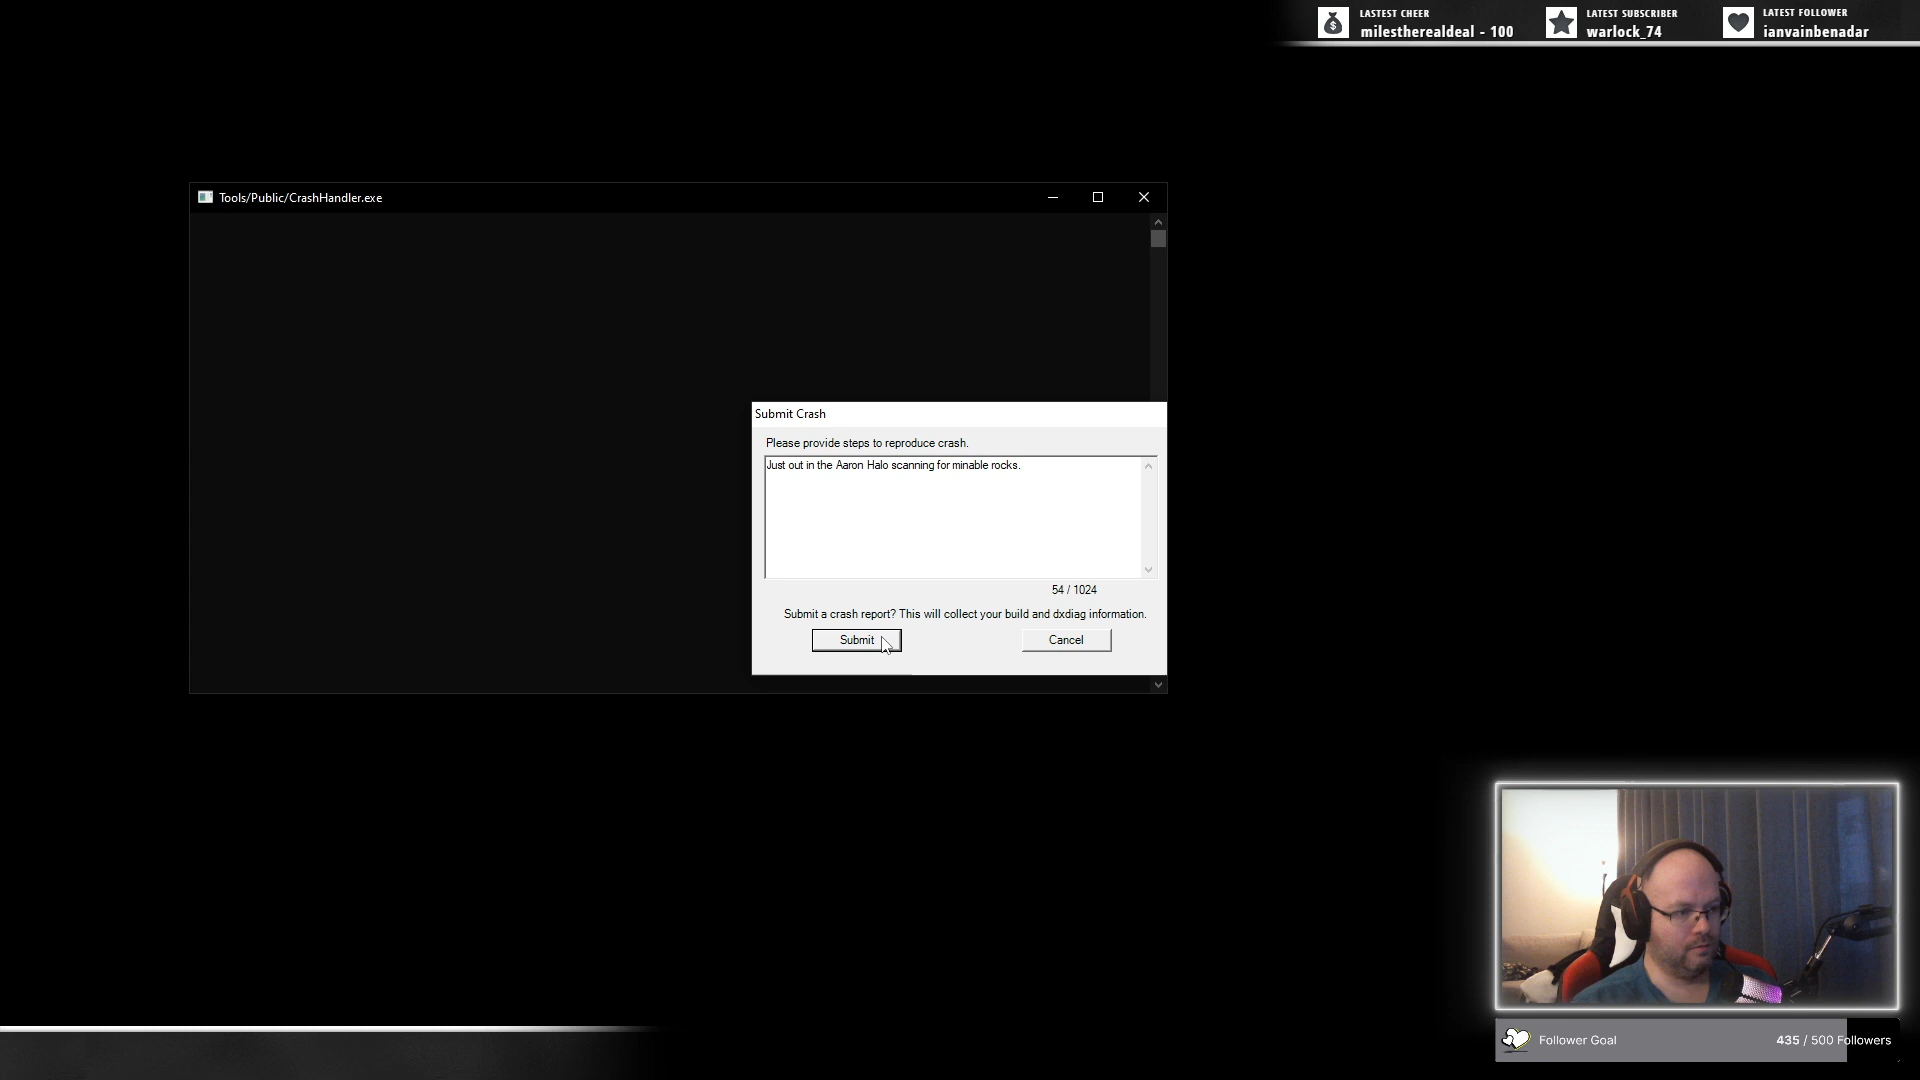 LASTEST CHEER
milestherealdeal - 100
LATEST SUBSCRIBER
warlock_74
LATEST FOLLOWER
ianvainbenadar
Tools/Public/CrashHandler.exe
Submit Crash
Please provide steps to reproduce crash.
Just out in the Aaron Halo scanning for minable rocks.
54 / 1024
Submit a crash report? This will collect your build and dxdiag information.
Submit
Cancel
Follower Goal
435 / 500 Followers